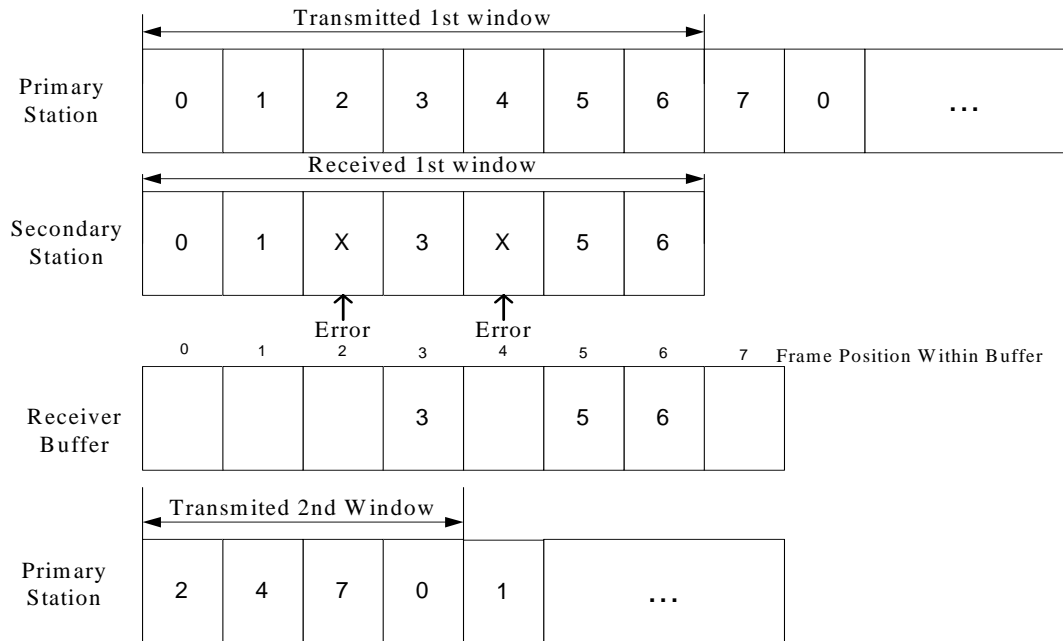 Transmitted 1st window
Primary
Station
0 1 2 3 4 5 6 7 0 ...
Received 1st window
Secondary
Station
0 1 X 3 X 5 6
Error Error
0 1 2 3 4 5 6 7 Frame Position Within Buffer
Receiver
Buffer
3 5 6
Transmited 2nd Window
Primary
Station
2 4 7 0 1 ...